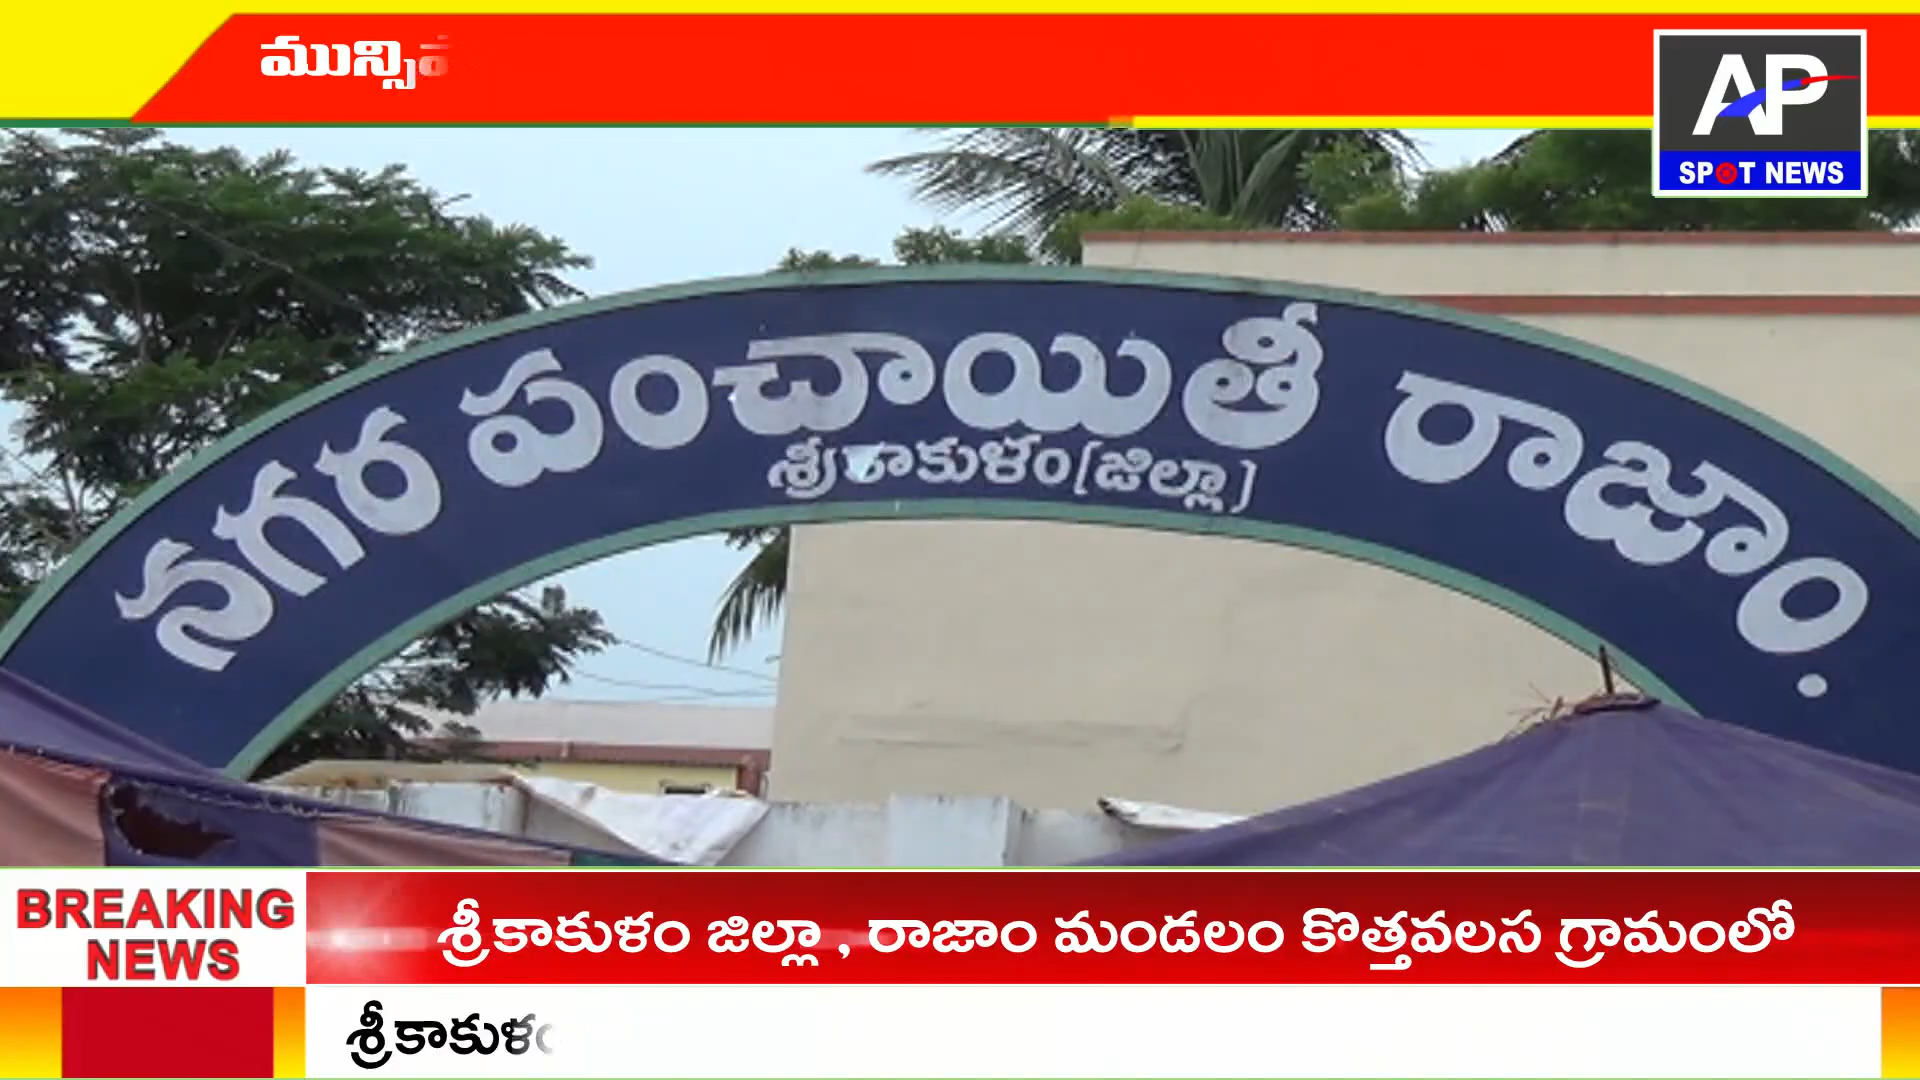 మున్సి
AP
SPOT NEWS
నగర పంచాయితీ రాజాం.
శ్రీకాకుళం(జిల్లా)
BREAKING
NEWS
శ్రీకాకుళం జిల్లా, రాజాం మండలం కొత్తవలస గ్రామంలో
శ్రీకాకుళం